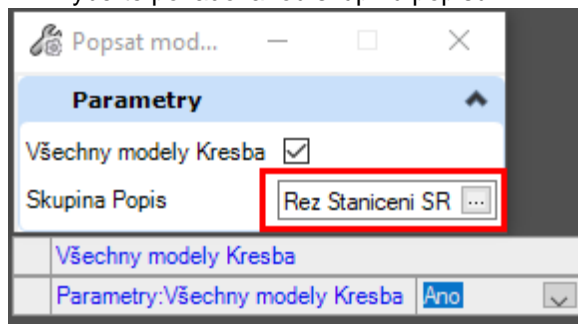 Popsat mod...
Parametry
Všechny modely Kresba
Skupina Popis Rez Staniceni SR ...
Všechny modely Kresba
Parametry:Všechny modely Kresba Ano